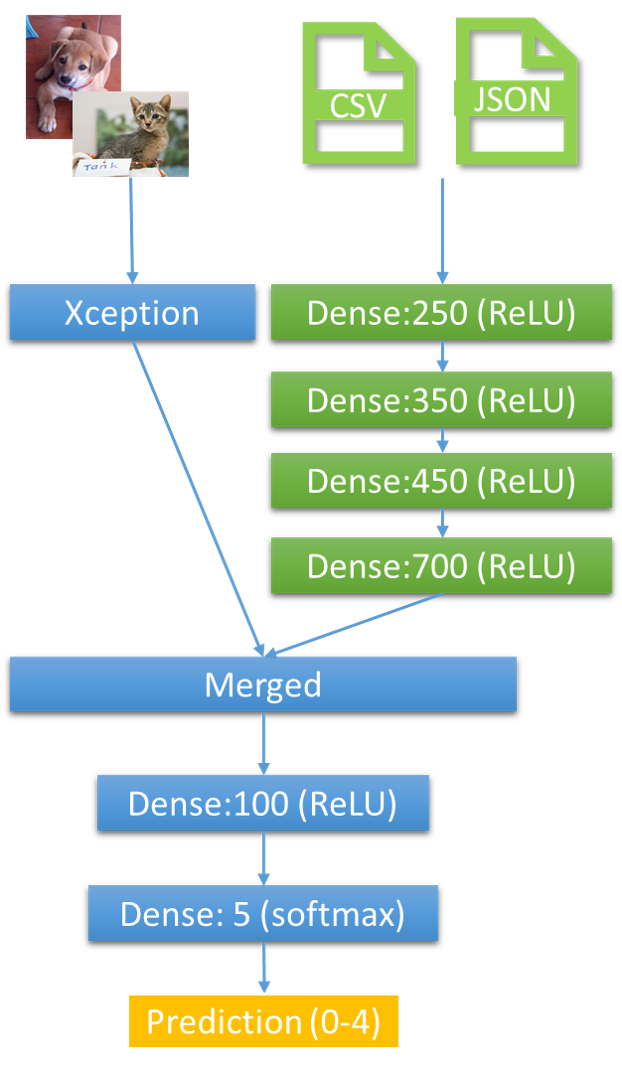 Tank
CSV
JSON
Xception
Dense:250 (ReLU)
Dense:350 (ReLU)
Dense:450 (ReLU)
Dense:700 (ReLU)
Merged
Dense:100 (ReLU)
Dense: 5 (softmax)
Prediction (0-4)